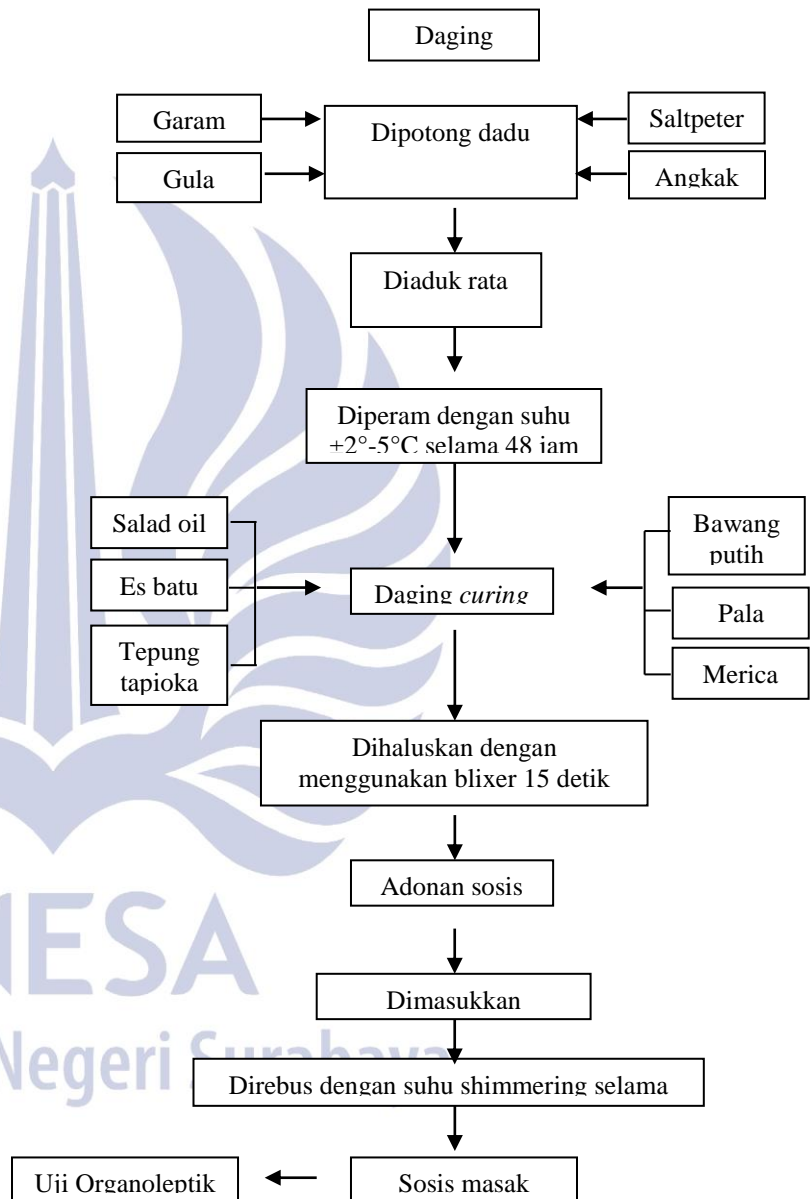 Daging
Garam
Gula
Dipotong dadu
Saltpeter
Angkak
Diaduk rata
Diperam dengan suhu
+2°-5°C selama 48 jam
Salad oil
Es batu
Tepung
tapioka
Daging curing
Bawang
putih
Pala
Merica
Dihaluskan dengan
menggunakan blixer 15 detik
Adonan sosis
Dimasukkan
NESA
Negeri Surabaya
Direbus dengan suhu shimmering selama
Uji Organoleptik
Sosis masak